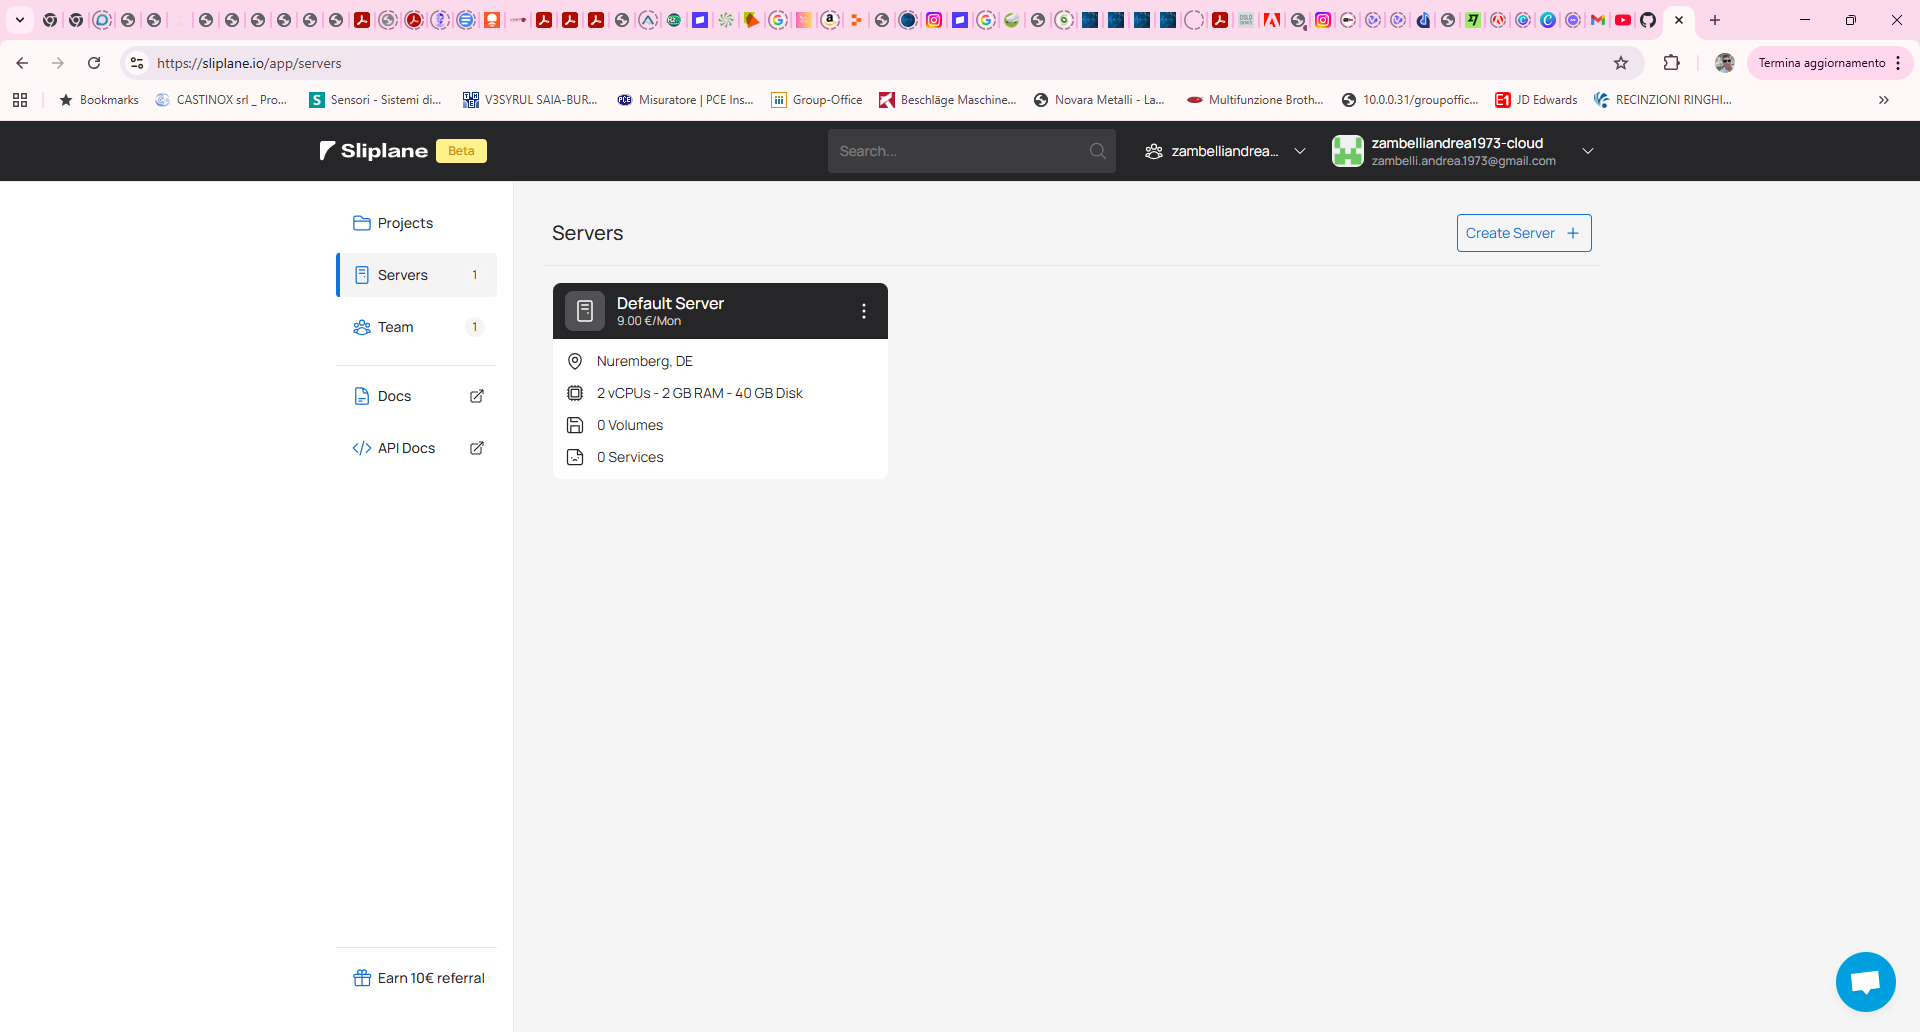 https://sliplane.io/app/servers
Termina aggiornamento
Bookmarks
CASTINOX srl _ Pro...
Sensori - Sistemi di...
V3SYRUL SAIA-BUR...
Misuratore | PCE Ins...
Group-Office
Beschläge Maschine...
Novara Metalli - La...
Multifunzione Broth...
10.0.0.31/groupoffic...
JD Edwards
RECINZIONI RINGHI...
Sliplane
Beta
Search...
zambelliandrea...
zambelliandrea1973-cloud
zambelli.andrea.1973@gmail.com
Projects
Servers 1
Team 1
Docs
API Docs
Earn 10€ referral
Servers
Create Server
Default Server
9.00 €/Mon
Nuremberg, DE
2 vCPUs - 2 GB RAM - 40 GB Disk
0 Volumes
0 Services